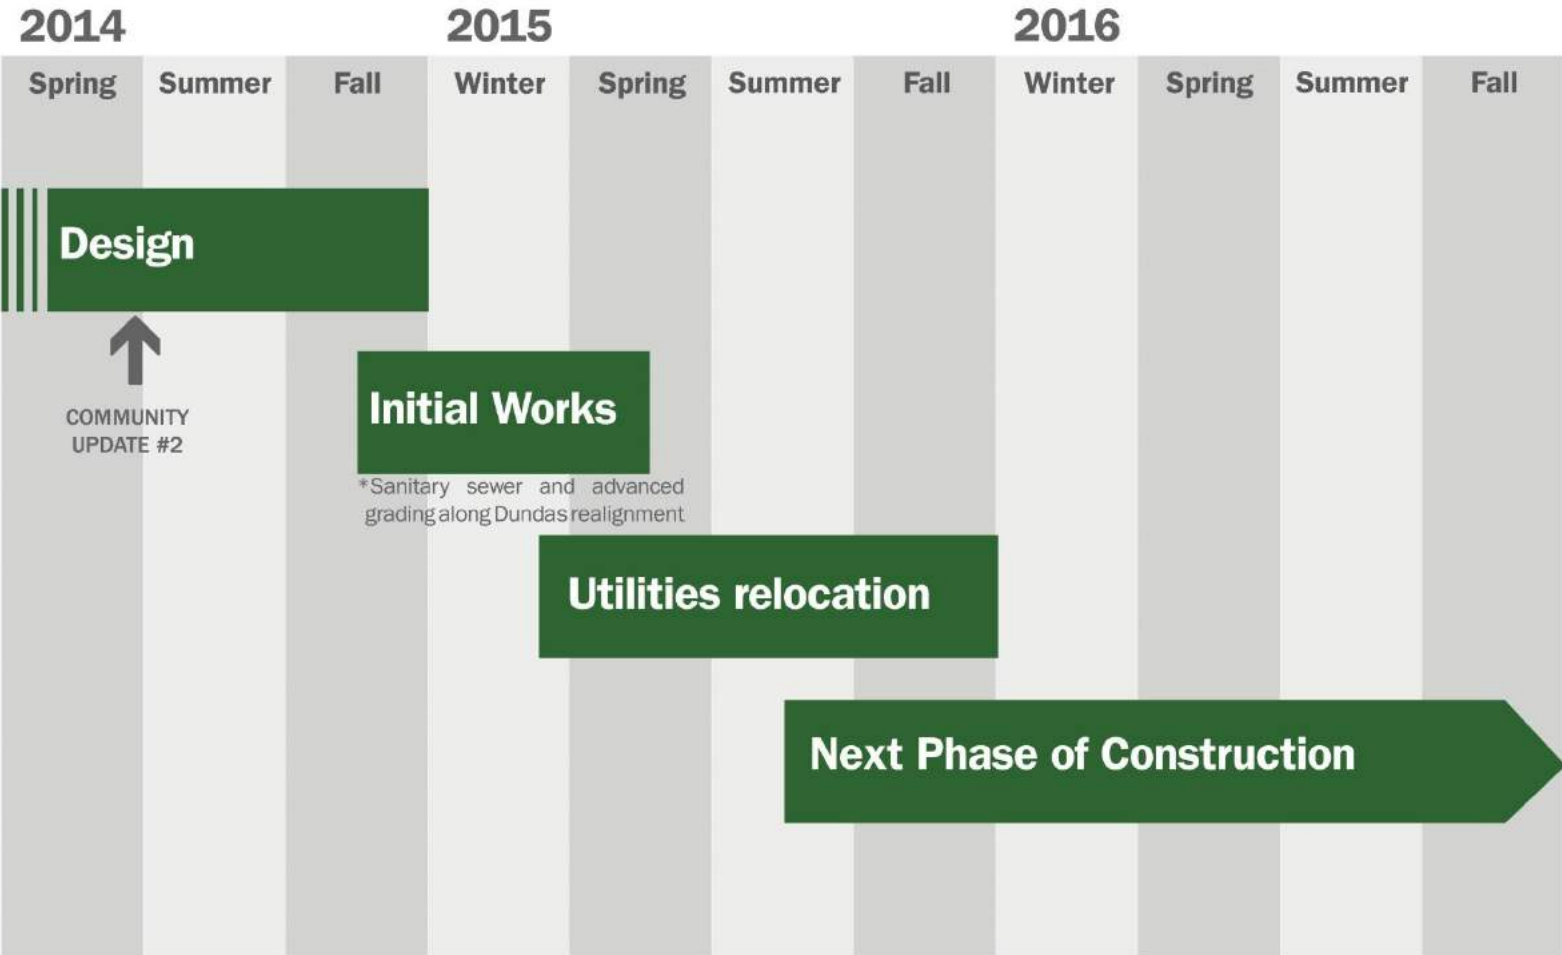 2014 2015 2016
Spring Summer Fall Winter Spring Summer Fall Winter Spring Summer Fall
Design
COMMUNITY
UPDATE #2
Initial Works
*Sanitary sewer and advanced
grading along Dundas realignment
Utilities relocation
Next Phase of Construction